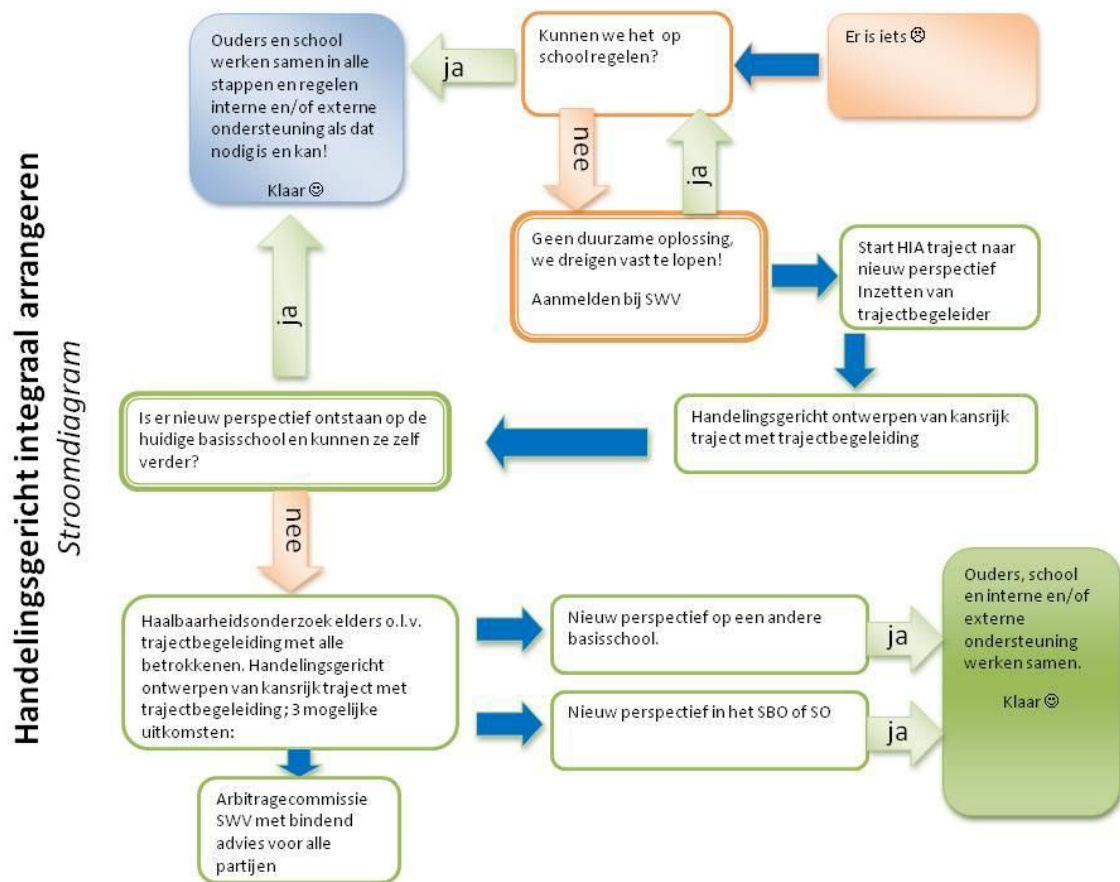 Handelingsgericht integraal arrangeren
Stroomdiagram
Er is iets ☹
Kunnen we het op
school regelen?
ja
Ouders en school
werken samen in alle
stappen en regelen
interne en/of externe
ondersteuning als dat
nodig is en kan!
Klaar ☺
nee
ja
Geen duurzame oplossing,
we dreigen vast te lopen!
Aanmelden bij SWV
Start HIA traject naar
nieuw perspectief
Inzetten van
trajectbegeleider
Handelingsgericht ontwerpen van kansrijk
traject met trajectbegeleiding
Is er nieuw perspectief ontstaan op de
huidige basisschool en kunnen ze zelf
verder?
ja
nee
Haalbaarheidsonderzoek elders o.l.v.
trajectbegeleiding met alle
betrokkenen. Handelingsgericht
ontwerpen van kansrijk traject met
trajectbegeleiding; 3 mogelijke
uitkomsten:
Nieuw perspectief op een andere
basisschool.
ja
Nieuw perspectief in het SBO of SO
ja
Ouders, school
en interne en/of
externe
ondersteuning
werken samen.
Klaar ☺
Arbitragecommissie
SWV met bindend
advies voor alle
partijen